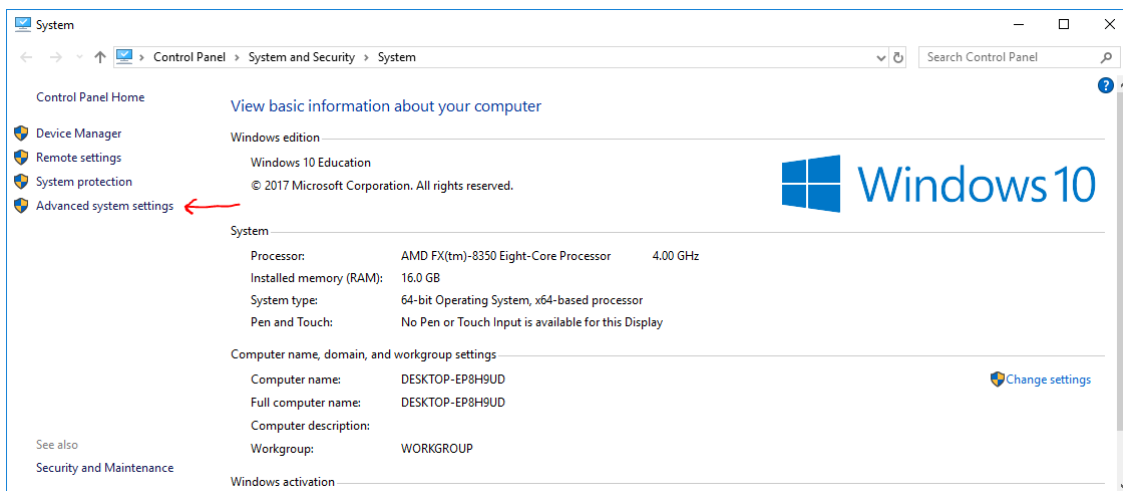 System
Control Panel > System and Security > System
Search Control Panel
Control Panel Home
Device Manager
Remote settings
System protection
Advanced system settings
See also
Security and Maintenance
View basic information about your computer
Windows edition
Windows 10 Education
© 2017 Microsoft Corporation. All rights reserved.
Windows 10
System
Processor: AMD FX(tm)-8350 Eight-Core Processor 4.00 GHz
Installed memory (RAM): 16.0 GB
System type: 64-bit Operating System, x64-based processor
Pen and Touch: No Pen or Touch Input is available for this Display
Computer name, domain, and workgroup settings
Computer name: DESKTOP-EP8H9UD
Change settings
Full computer name: DESKTOP-EP8H9UD
Computer description:
Workgroup: WORKGROUP
Windows activation